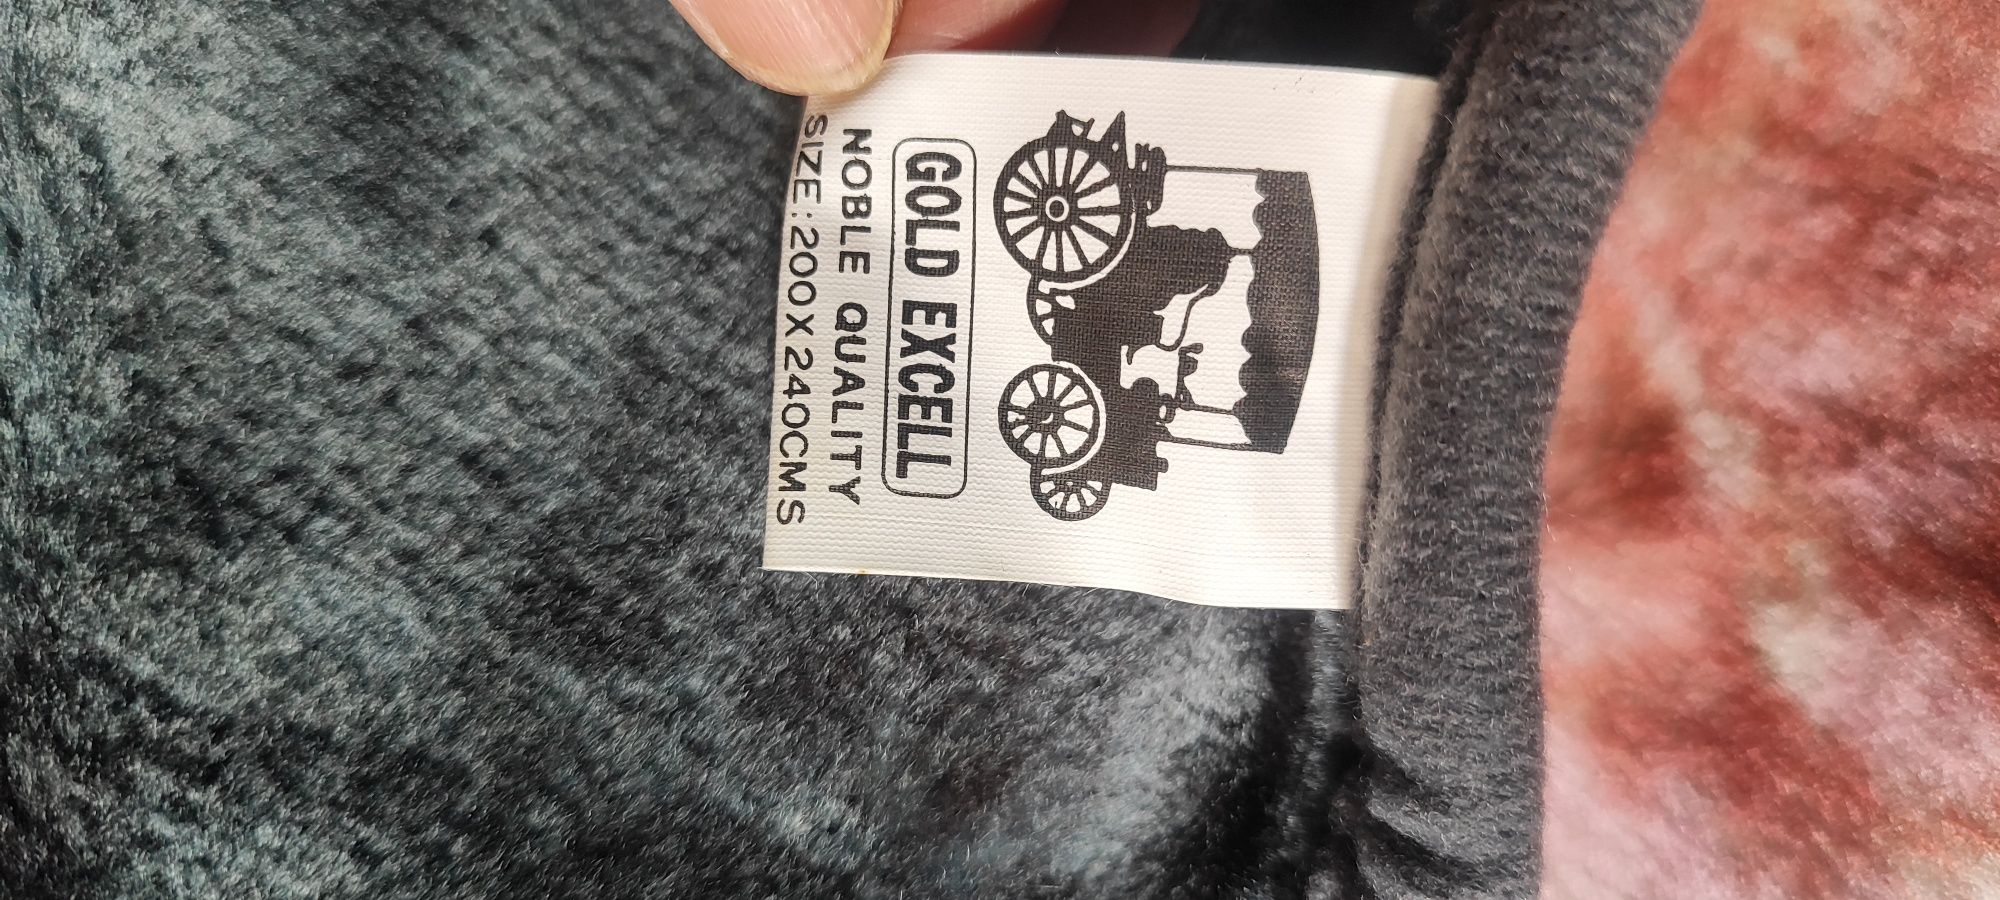 GOLD EXCELL
NOBLE QUALITY
SIZE:200X240CMS